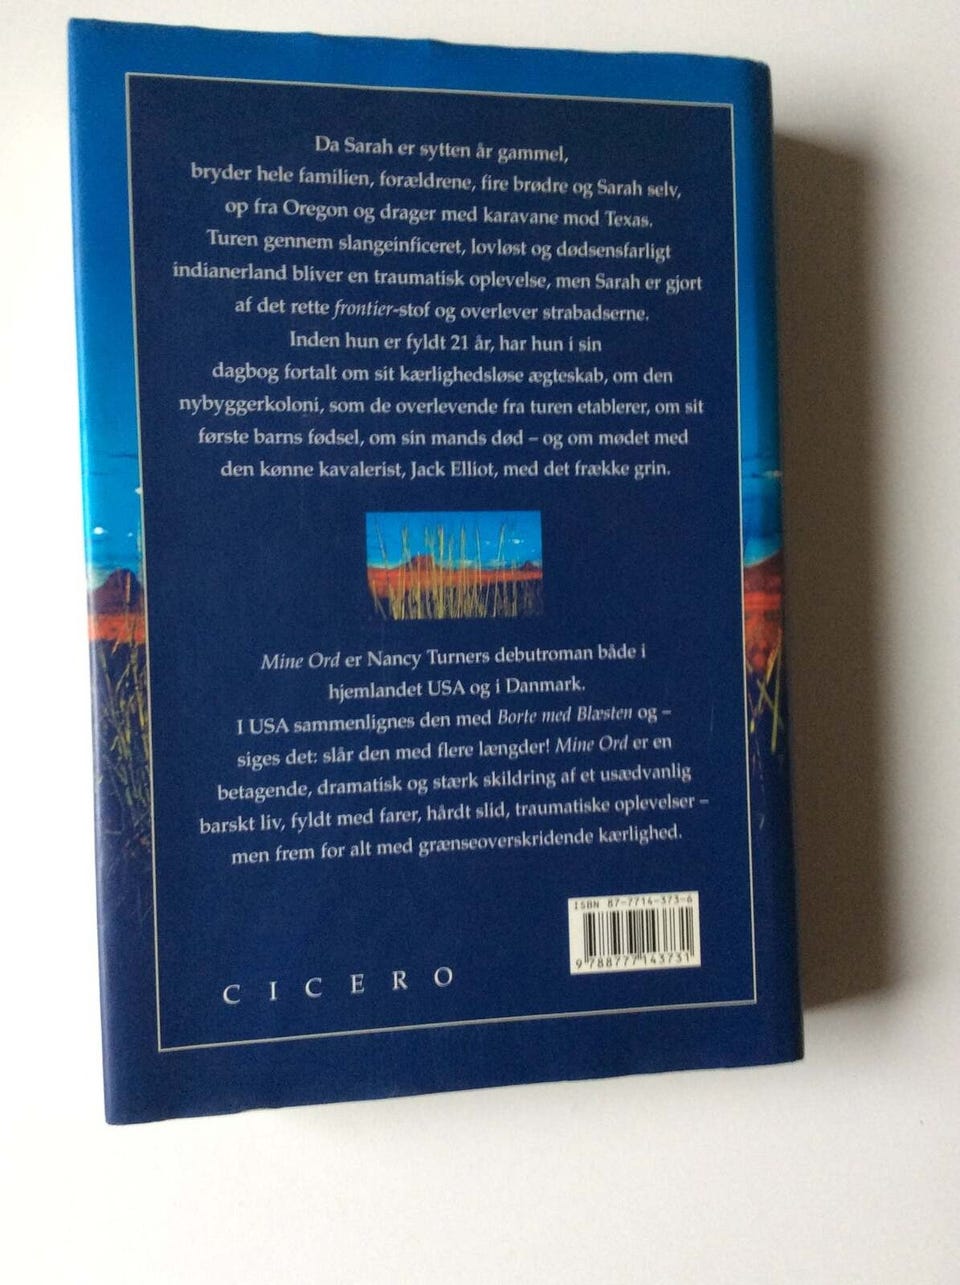 Da Sarah er sytten år gammel,
bryder hele familien, forældrene, fire brødre og Sarah selv,
op fra Oregon og drager med karavane mod Texas.
Turen gennem slangeinficeret, lovløst og dødsensfarligt
indianerland bliver en traumatisk oplevelse, men Sarah er gjort
af det rette frontier-stof og overlever strabadserne.
Inden hun er fyldt 21 år, har hun i sin
dagbog fortalt om sit kærlighedsløse ægteskab, om den
nybyggerkoloni, som de overlevende fra turen etablerer, om sit
første barns fødsel, om sin mands død – og om mødet med
den kønne kavalerist, Jack Elliot, med det frække grin.
Mine Ord er Nancy Turners debutroman både i
hjemlandet USA og i Danmark.
I USA sammenlignes den med Borte med Blæsten og –
siges det: slår den med flere længder! Mine Ord er en
betagende, dramatisk og stærk skildring af et usædvanlig
barskt liv, fyldt med farer, hårdt slid, traumatiske oplevelser –
men frem for alt med grænseoverskridende kærlighed.
ISBN 87-7714-373-6
9 788777 143731
CICERO